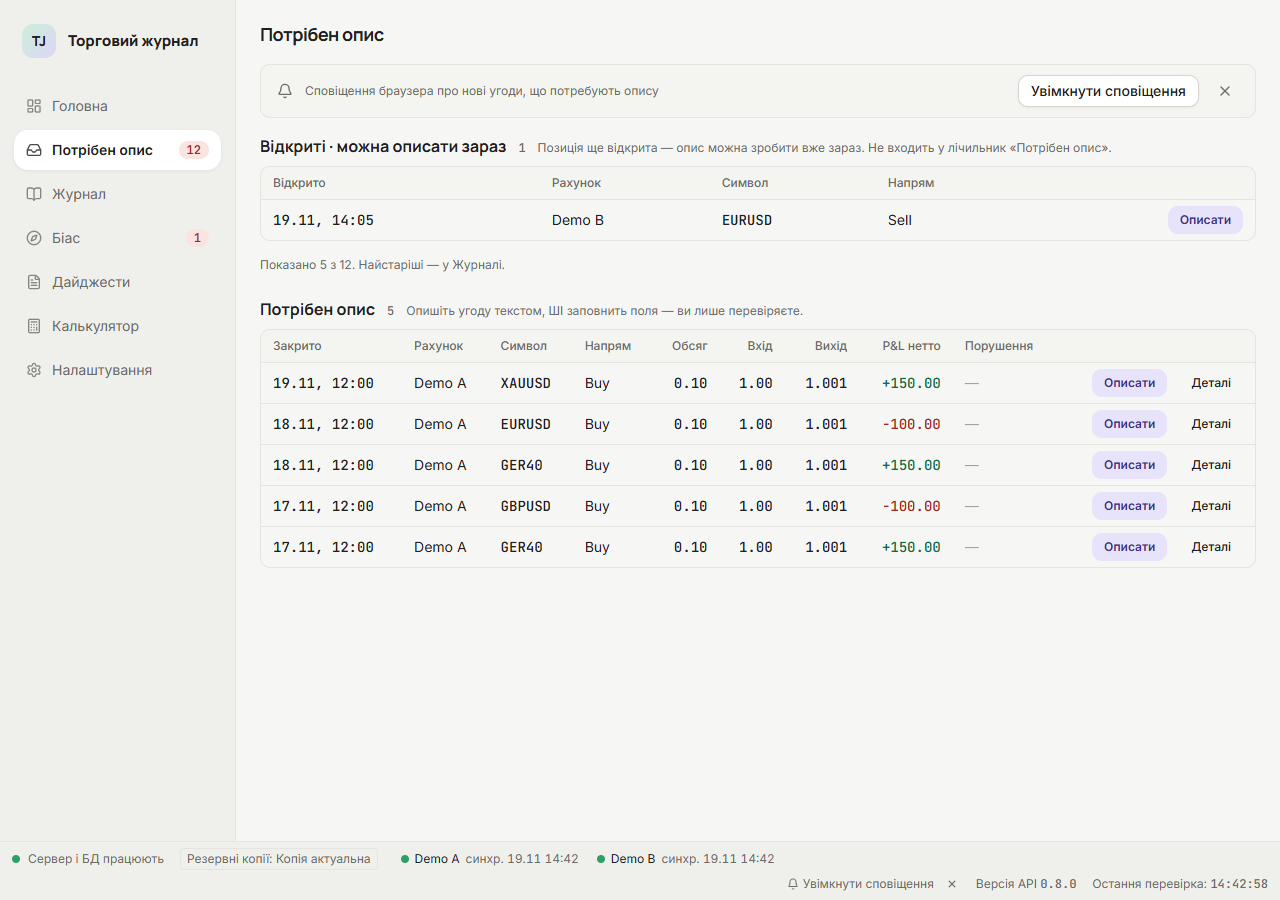 TJ Торговий журнал
Головна
Потрібен опис 12
Журнал
Біас 1
Дайджести
Калькулятор
Налаштування
Потрібен опис
Сповіщення браузера про нові угоди, що потребують опису Увімкнути сповіщення ×
Відкриті · можна описати зараз 1 Позиція ще відкрита — опис можна зробити вже зараз. Не входить у лічильник «Потрібен опис».
Відкрито Рахунок Символ Напрям
19.11, 14:05 Demo B EURUSD Sell Описати
Показано 5 з 12. Найстаріші — у Журналі.
Потрібен опис 5 Опишіть угоду текстом, ШІ заповнить поля — ви лише перевіряєте.
Закрито Рахунок Символ Напрям Обсяг Вхід Вихід P&L нетто Порушення
19.11, 12:00 Demo A XAUUSD Buy 0.10 1.00 1.001 +150.00 — Описати Деталі
18.11, 12:00 Demo A EURUSD Buy 0.10 1.00 1.001 -100.00 — Описати Деталі
18.11, 12:00 Demo A GER40 Buy 0.10 1.00 1.001 +150.00 — Описати Деталі
17.11, 12:00 Demo A GBPUSD Buy 0.10 1.00 1.001 -100.00 — Описати Деталі
17.11, 12:00 Demo A GER40 Buy 0.10 1.00 1.001 +150.00 — Описати Деталі
Сервер і БД працюють Резервні копії: Копія актуальна Demo A синхр. 19.11 14:42 Demo B синхр. 19.11 14:42
Увімкнути сповіщення × Версія API 0.8.0 Остання перевірка: 14:42:58